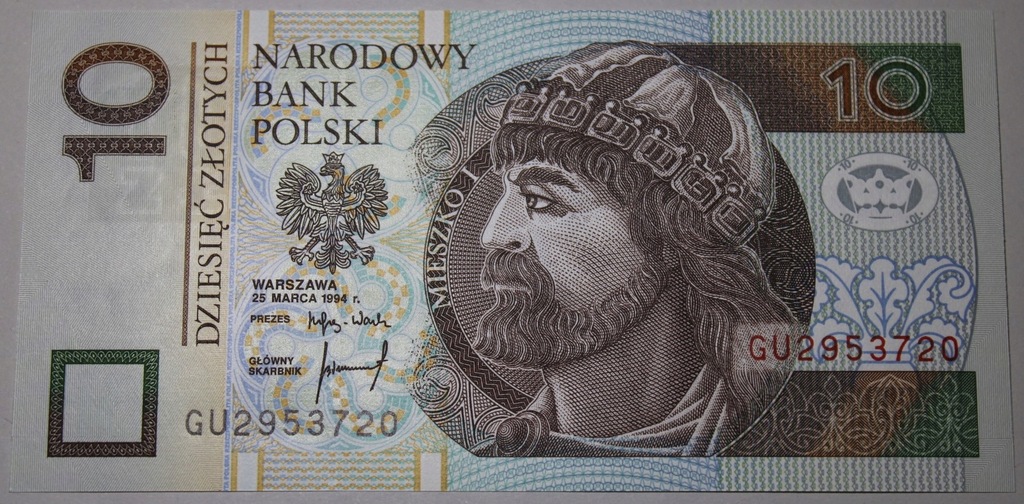 10
DZIESIĘĆ ZŁOTYCH
NARODOWY
BANK
POLSKI
WARSZAWA
25 MARCA 1994 r.
PREZES
GŁÓWNY
SKARBNIK
GU2953720
MIESZKO I
10
GU2953720